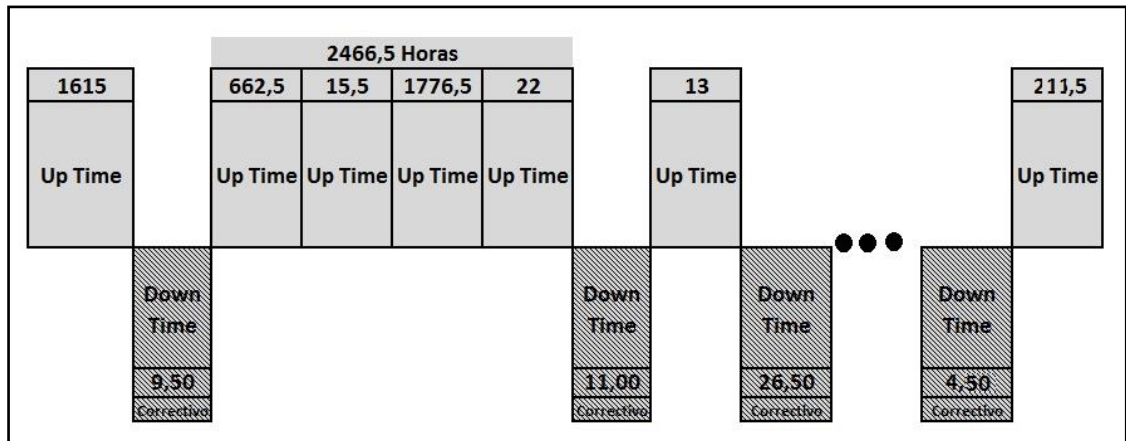 2466,5 Horas
1615 662,5 15,5 1776,5 22 13 211,5
Up Time Up Time Up Time Up Time Up Time Up Time Up Time
Down Down Down Down
Time Time Time Time
9,50 11,00 26,50 4,50
Correctivo Correctivo Correctivo Correctivo